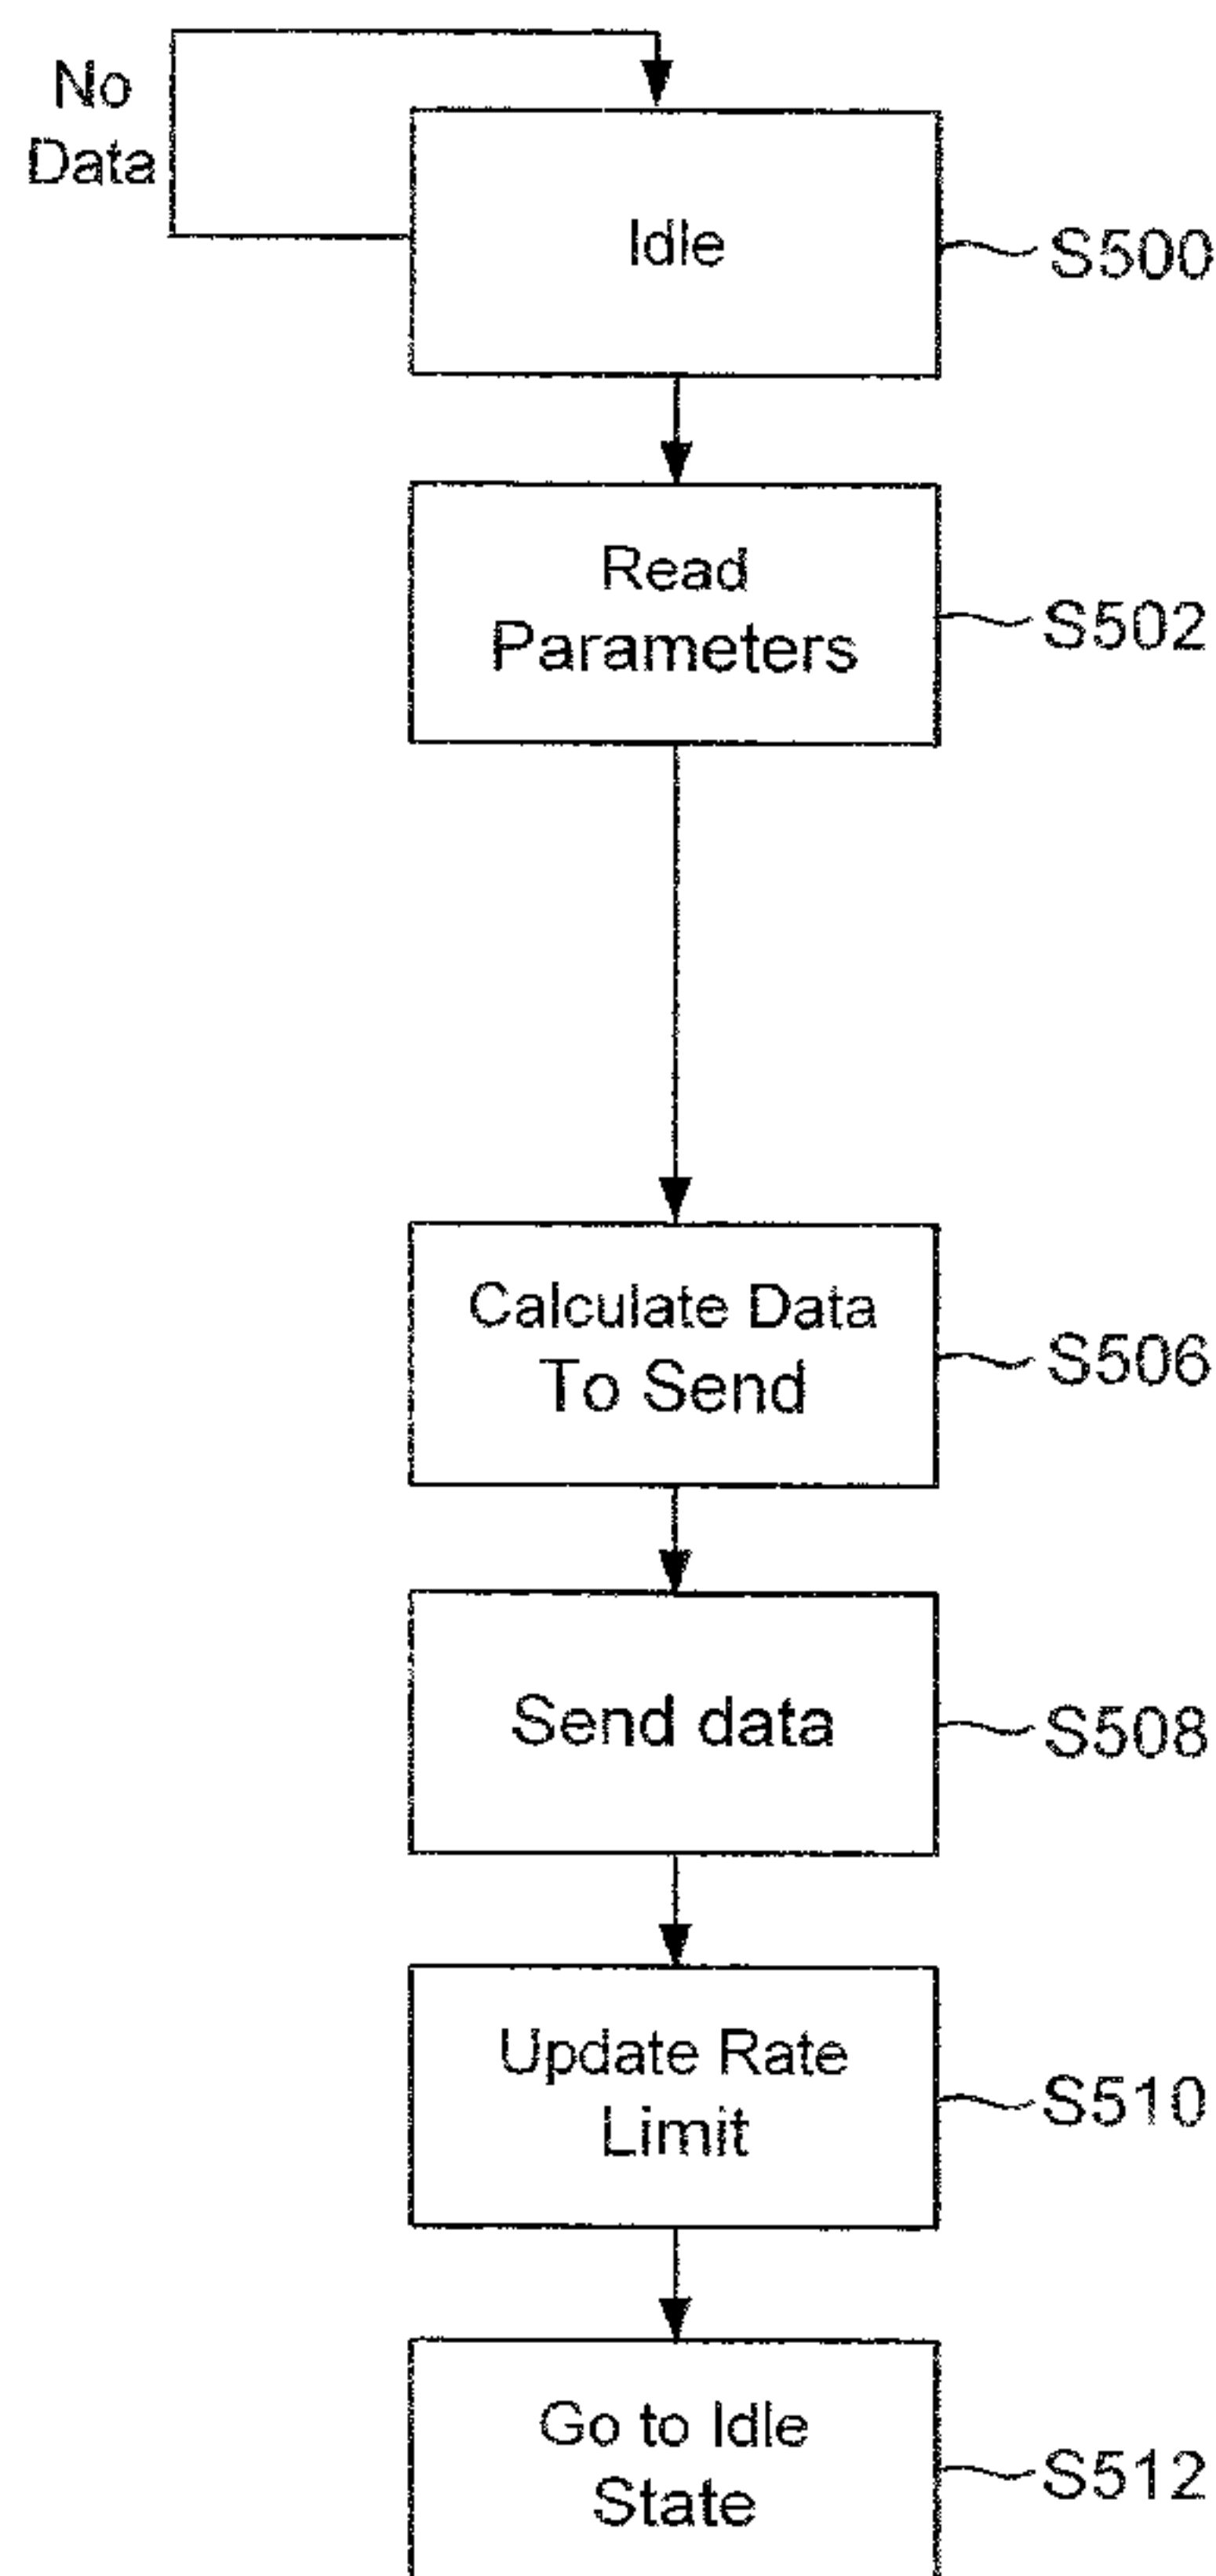 No
Data
Idle
S500
Read
Parameters
S502
Calculate Data
To Send
S506
Send data
S508
Update Rate
Limit
S510
Go to Idle
State
S512